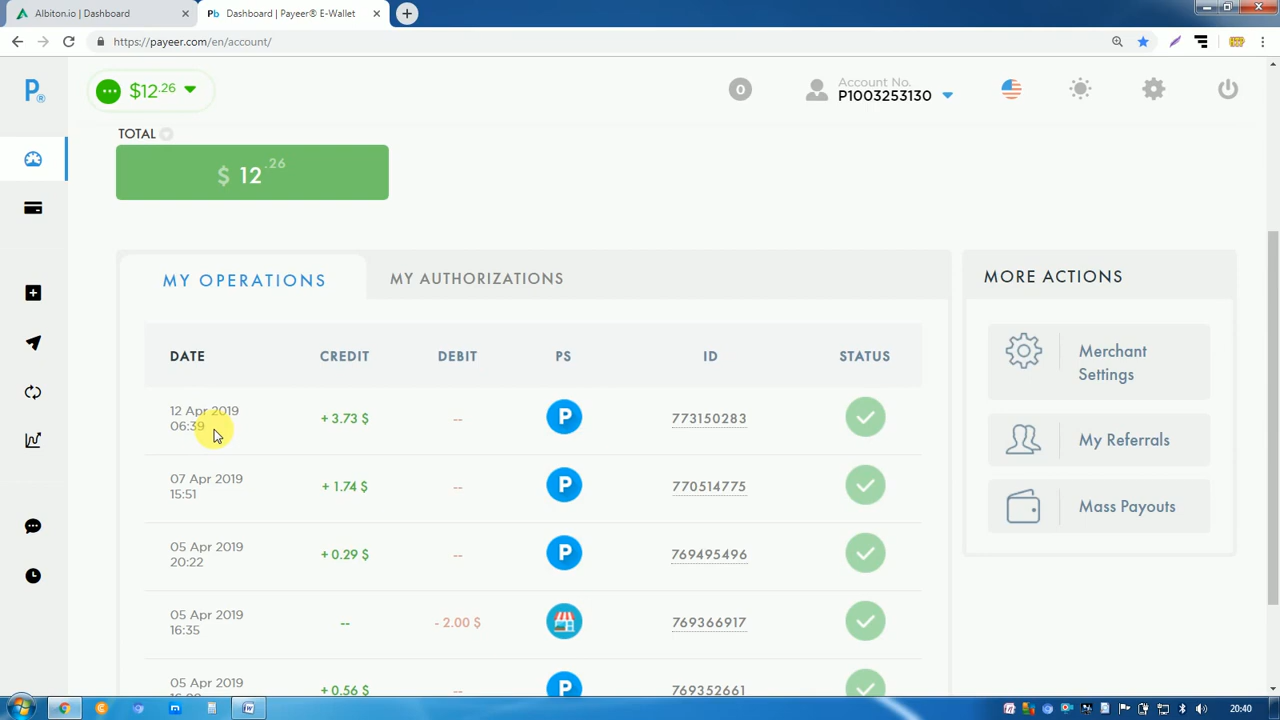 Albiton.io | Dashboard
Pb Dashboard | Payeer® E-Wallet
https://payeer.com/en/account/
P®
$12.26
0
Account No.
P1003253130
TOTAL
$ 12.26
MY OPERATIONS
MY AUTHORIZATIONS
MORE ACTIONS
DATE CREDIT DEBIT PS ID STATUS
12 Apr 2019
06:39
+ 3.73 $ -- P 773150283
07 Apr 2019
15:51
+ 1.74 $ -- P 770514775
05 Apr 2019
20:22
+ 0.29 $ -- P 769495496
05 Apr 2019
16:35
-- - 2.00 $ 769366917
05 Apr 2019
+ 0.56 $ -- P 769352661
Merchant
Settings
My Referrals
Mass Payouts
20:40